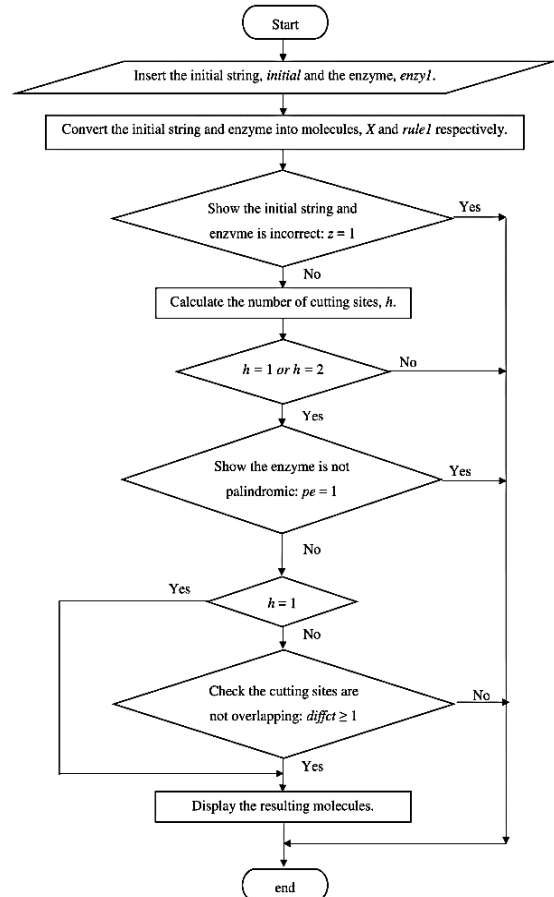 Start
Insert the initial string, initial and the enzyme, enzy1.
Convert the initial string and enzyme into molecules, X and rule1 respectively.
Show the initial string and
enzyme is incorrect: z = 1
Yes
No
Calculate the number of cutting sites, h.
h = 1 or h = 2
No
Yes
Show the enzyme is not
palindromic: pe = 1
Yes
No
Yes
h = 1
No
Check the cutting sites are
not overlapping: diffct ≥ 1
No
Yes
Display the resulting molecules.
end